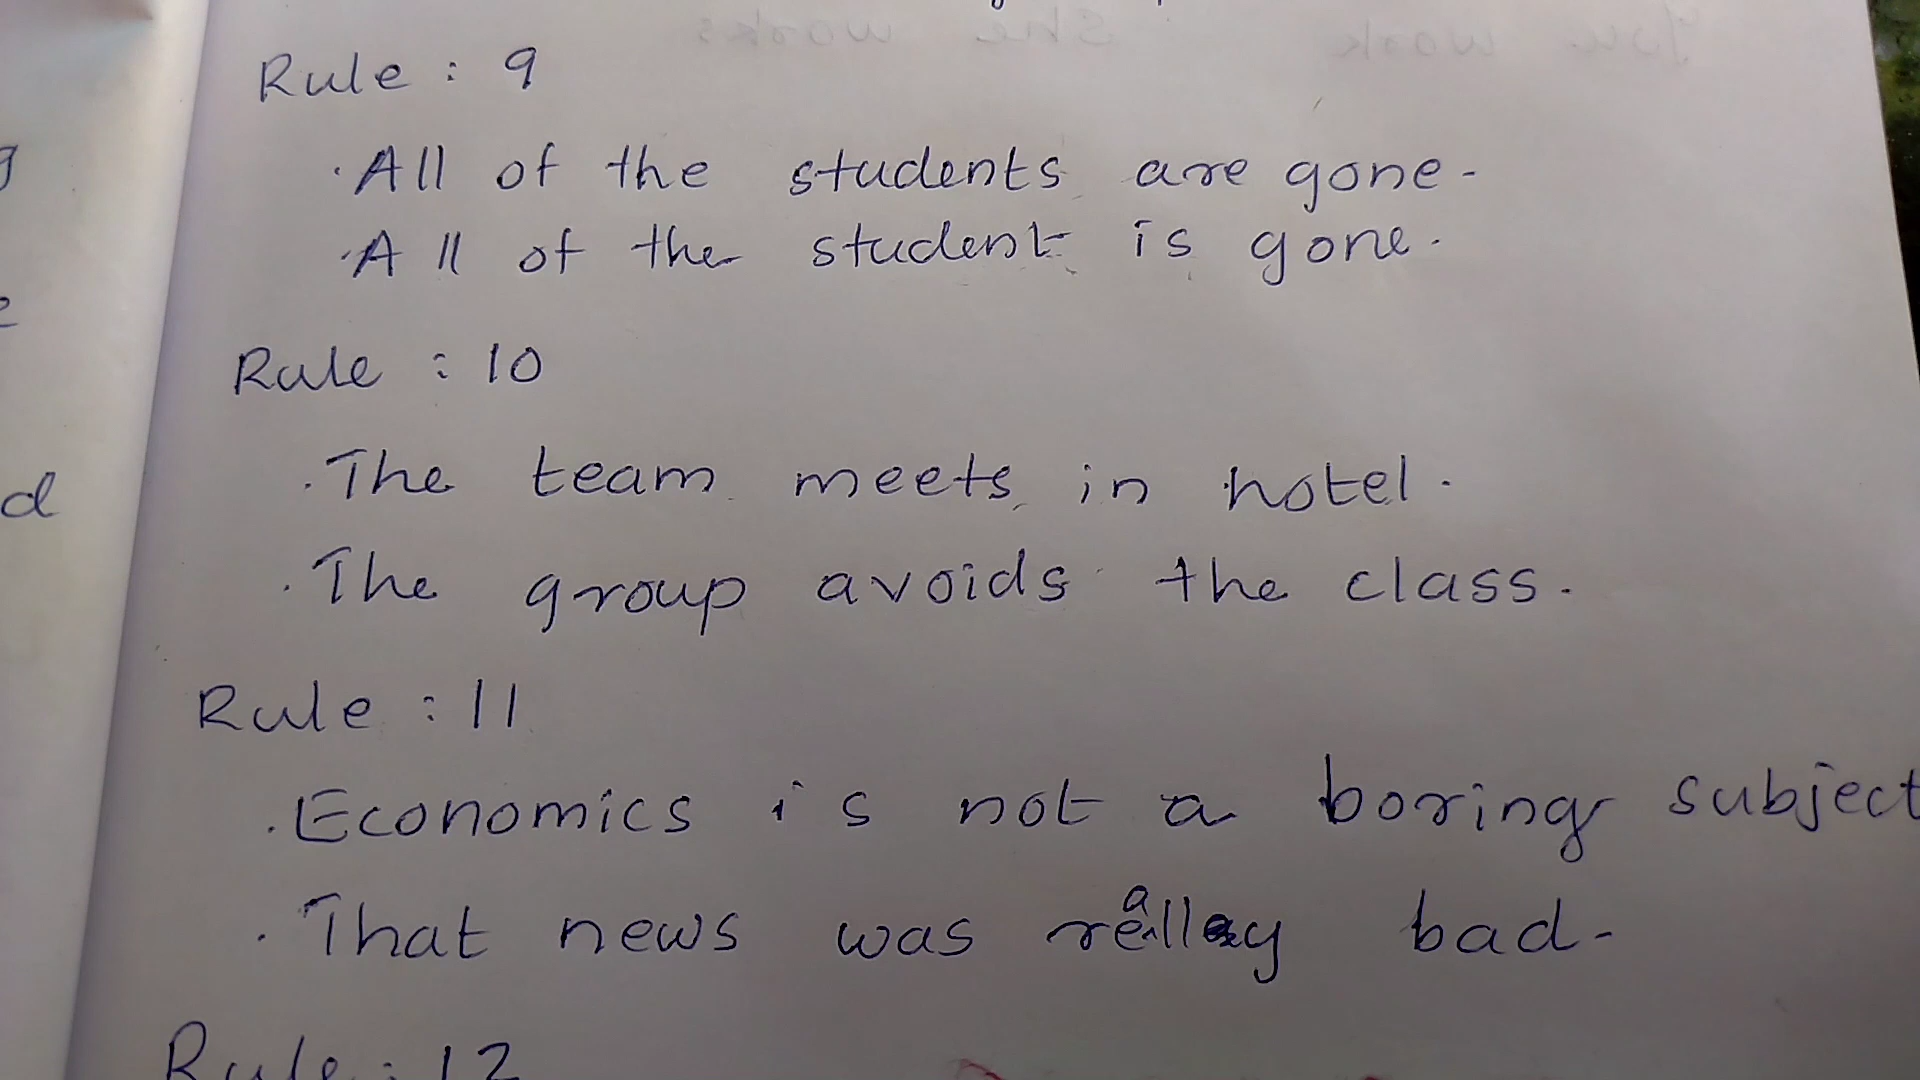 Rule : 9
· All of the students are gone.
· All of the student is gone.
Rule : 10
· The team meets in hotel.
· The group avoids the class.
Rule : 11
· Economics is not a boring subject
· That news was really bad.
Rule : 12